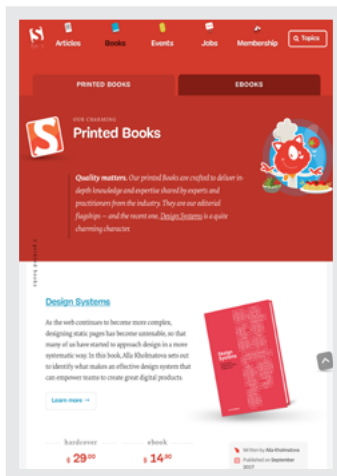 Articles Books Events Jobs Membership Topics
PRINTED BOOKS EBOOKS
OUR CHARMING
Printed Books
Quality matters. Our printed Books are crafted to deliver in-
depth knowledge and expertise shared by experts and
practitioners from the industry. They are our editorial
flagships — and the recent one, Design Systems is a quite
charming character.
Design Systems
As the web continues to become more complex,
designing static pages has become untenable, so that
many of us have started to approach design in a more
systematic way. In this book, Alla Kholmatova sets out
to identify what makes an effective design system that
can empower teams to create great digital products.
Design
Systems
Learn more →
hardcover ebook
$ 29.00 $ 14.90
Written by Alla Kholmatova
Published on September
2017